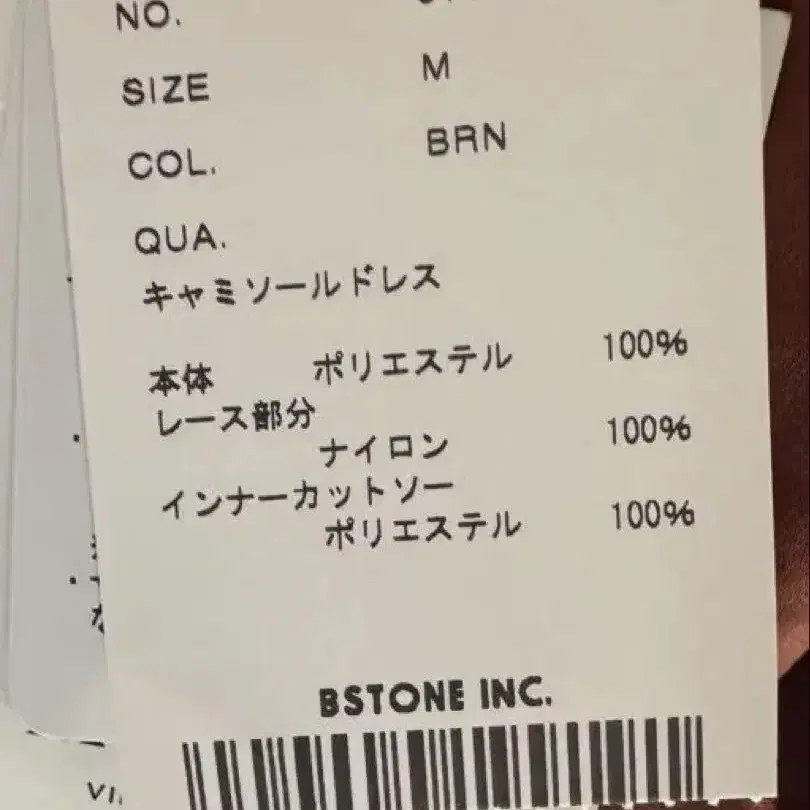 NO.
SIZE M
COL. BRN
QUA.
キャミソールドレス
本体 ポリエステル 100%
レース部分
ナイロン 100%
インナーカットソー
ポリエステル 100%
BSTONE INC.